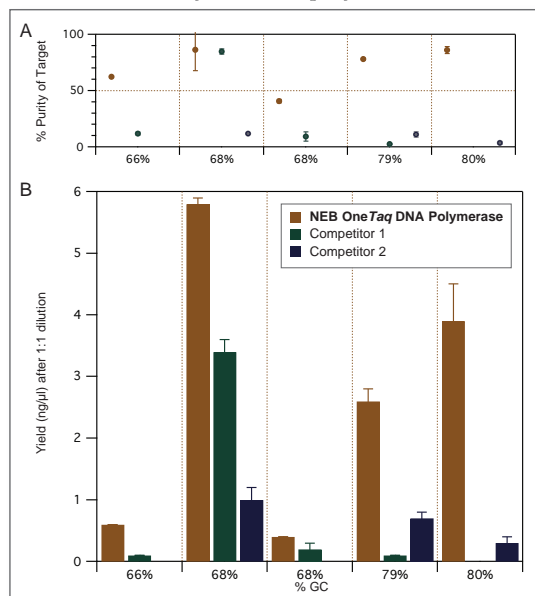 A
100
50
0
% Purity of Target
66%
68%
68%
79%
80%
B
6
5
4
3
2
1
0
Yield (ng/µl) after 1:1 dilution
NEB OneTaq DNA Polymerase
Competitor 1
Competitor 2
66%
68%
68%
79%
80%
% GC